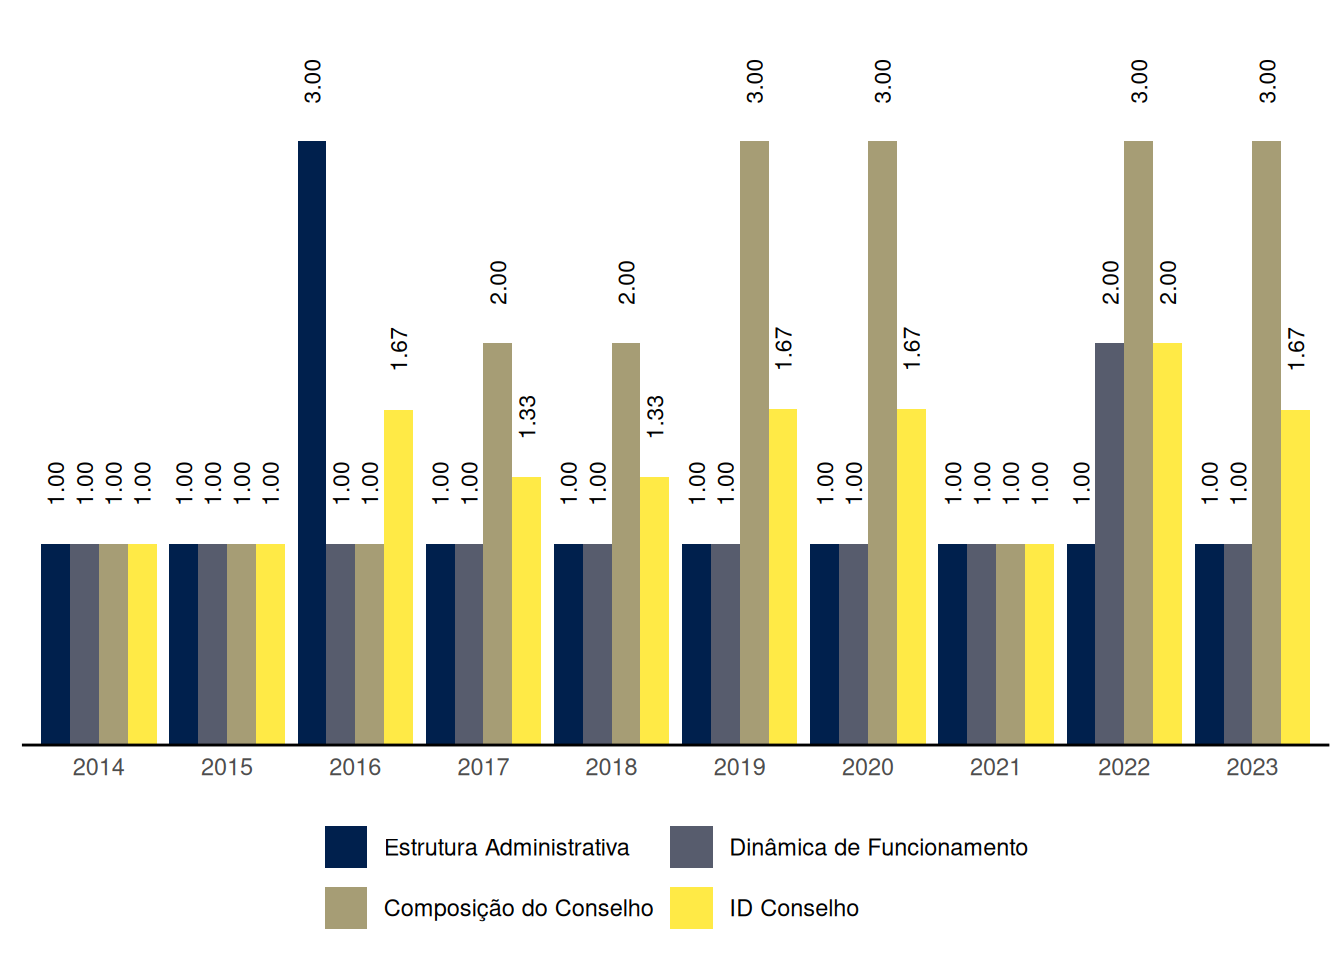 3.00 3.00 3.00 3.00 3.00
2.00 2.00 2.00 2.00
1.67 1.67 1.67 1.67
1.33 1.33
1.00 1.00 1.00 1.00 1.00 1.00 1.00 1.00 1.00 1.00 1.00 1.00 1.00 1.00 1.00 1.00 1.00 1.00 1.00 1.00 1.00 1.00 1.00 1.00 1.00
2014 2015 2016 2017 2018 2019 2020 2021 2022 2023
Estrutura Administrativa Dinâmica de Funcionamento
Composição do Conselho ID Conselho